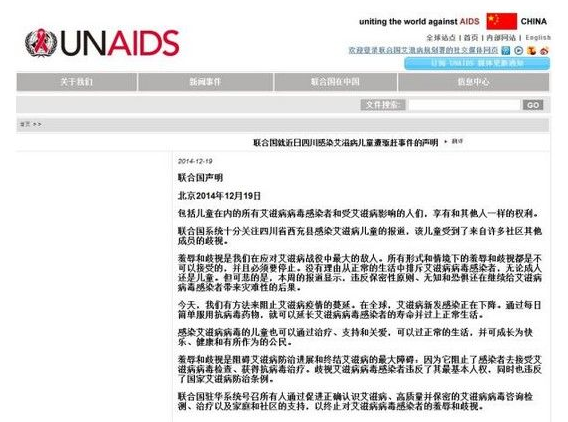 uniting the world against AIDS CHINA
UNAIDS
全球站点 | 首页 | 内部网站 | English
欢迎登录联合国艾滋病规划署的社交媒体网页
订阅 UNAIDS 媒体更新通知
关于我们 新闻事件 联合国在中国 信息中心
文件搜索: GO
首页 >>
联合国就近日四川感染艾滋病儿童遭驱赶事件的声明
2014-12-19
联合国声明
北京2014年12月19日
包括儿童在内的所有艾滋病病毒感染者和受艾滋病影响的人们，享有和其他人一样的权利。
联合国系统十分关注四川省西充县感染艾滋病儿童的报道，该儿童受到了来自许多社区其他
成员的歧视。
羞辱和歧视是我们在应对艾滋病战役中最大的敌人。所有形式和情境下的羞辱和歧视都是不
可以接受的，并且必须要停止。没有理由从正常的生活中排斥艾滋病病毒感染者，无论成人
还是儿童。但可悲的是，本周的报道显示，违反保密性原则、无知和恐惧还在继续给艾滋病
病毒感染者带来灾难性的后果。
今天，我们有方法来阻止艾滋病疫情的蔓延。在全球，艾滋病新发感染正在下降。通过每日
简单服用抗病毒药物，就可以延长艾滋病病毒感染者的寿命并过上正常生活。
感染艾滋病病毒的儿童也可以通过治疗、支持和关爱，可以过正常的生活，并可成长为快
乐、健康和有所作为的公民。
羞辱和歧视是阻碍艾滋病防治进展和终结艾滋病的最大障碍；因为它阻止了感染者去接受艾
滋病病毒检查、获得抗病毒治疗。歧视艾滋病病毒感染者违反了其最基本人权，同时也违反
了国家艾滋病防治条例。
联合国驻华系统号召所有人通过促进正确认识艾滋病、高质量并保密的艾滋病病毒咨询检
测、治疗以及家庭和社区的支持，以终止对艾滋病病毒感染者的羞辱和歧视。